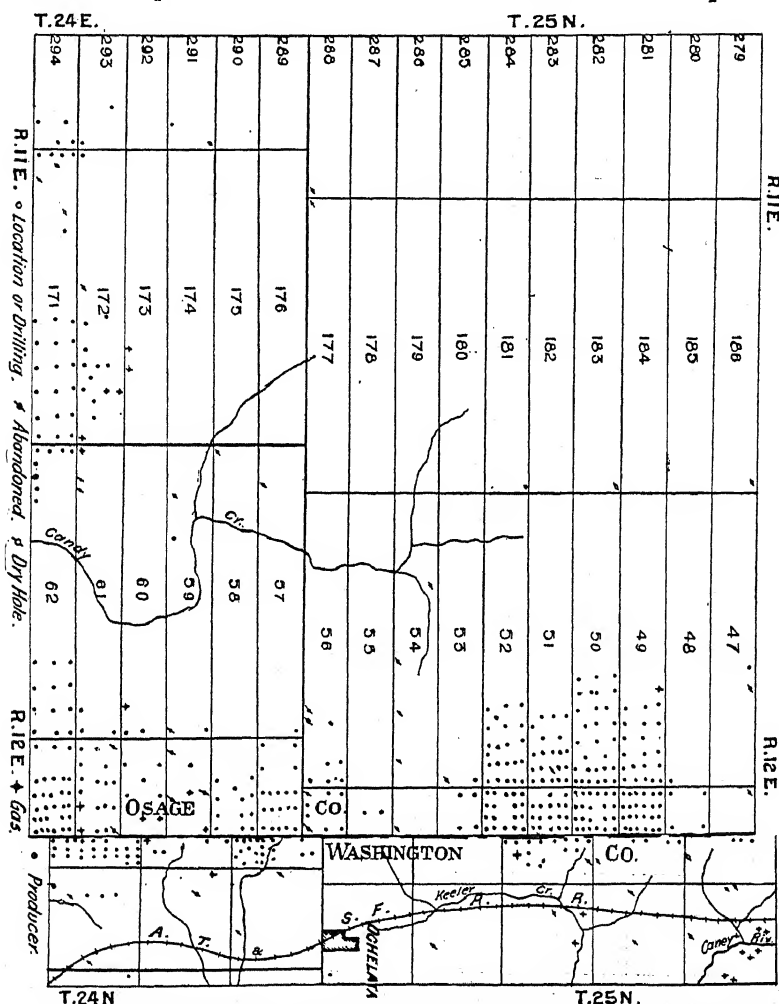 T.24E.
T.25N.
294 293 292 291 290 289 288 287 286 285 284 283 282 281 280 279
R.11E.
R.11E.
171 172 173 174 175 176 177 178 179 180 181 182 183 184 185 186
Candy Cr.
62 61 60 59 58 57 56 55 54 53 52 51 50 49 48 47
R.12E.
R.12E.
Location or Drilling. Abandoned. Dry Hole. Gas. Producer.
OSAGE CO.
WASHINGTON CO.
Keeler Cr.
A. T. & S. F. R. R.
OCHELATA
Caney Riv.
T.24N
T.25N.